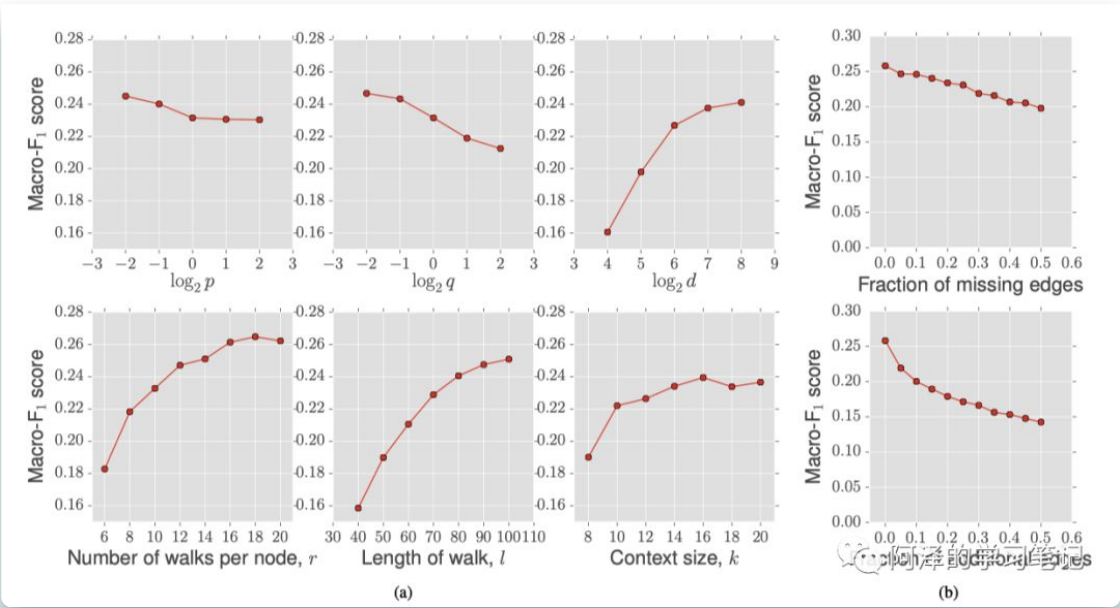 0.28 0.28 0.28 0.30
0.26 0.26 0.26 0.25
0.24 0.24 0.24 0.20
0.22 0.22 0.22 0.15
0.20 0.20 0.20 0.10
0.18 0.18 0.18 0.05
0.16 0.16 0.16 0.00
Macro-F₁ score
Macro-F₁ score
−3 −2 −1 0 1 2 3
log₂ p
−3 −2 −1 0 1 2 3
log₂ q
3 4 5 6 7 8 9
log₂ d
0.0 0.1 0.2 0.3 0.4 0.5 0.6
Fraction of missing edges
0.28 0.28 0.28 0.30
0.26 0.26 0.26 0.25
0.24 0.24 0.24 0.20
0.22 0.22 0.22 0.15
0.20 0.20 0.20 0.10
0.18 0.18 0.18 0.05
0.16 0.16 0.16 0.00
Macro-F₁ score
Macro-F₁ score
6 8 10 12 14 16 18 20
Number of walks per node, r
30 40 50 60 70 80 90 100 110
Length of walk, l
8 10 12 14 16 18 20
Context size, k
0.0 0.1 0.2 0.3 0.4 0.5 0.6
Fraction of additional edges
阿泽的学习笔记
(a)
(b)